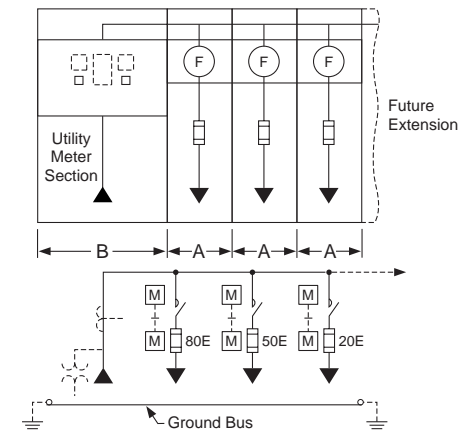 F F F
Future
Extension
Utility
Meter
Section
B A A A
M M M
M 80E M 50E M 20E
Ground Bus